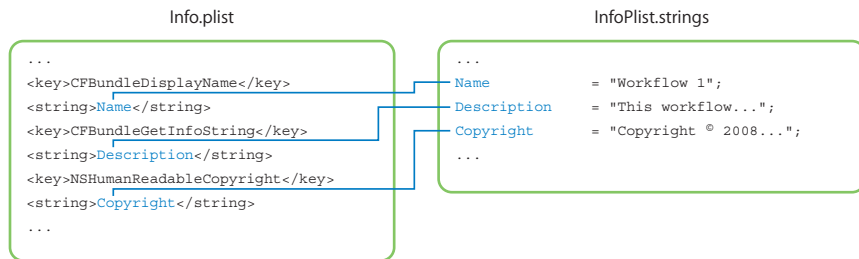 Info.plist
...
<key>CFBundleDisplayName</key>
<string>Name</string>
<key>CFBundleGetInfoString</key>
<string>Description</string>
<key>NSHumanReadableCopyright</key>
<string>Copyright</string>
...
InfoPlist.strings
...
Name = "Workflow 1";
Description = "This workflow...";
Copyright = "Copyright © 2008...";
...